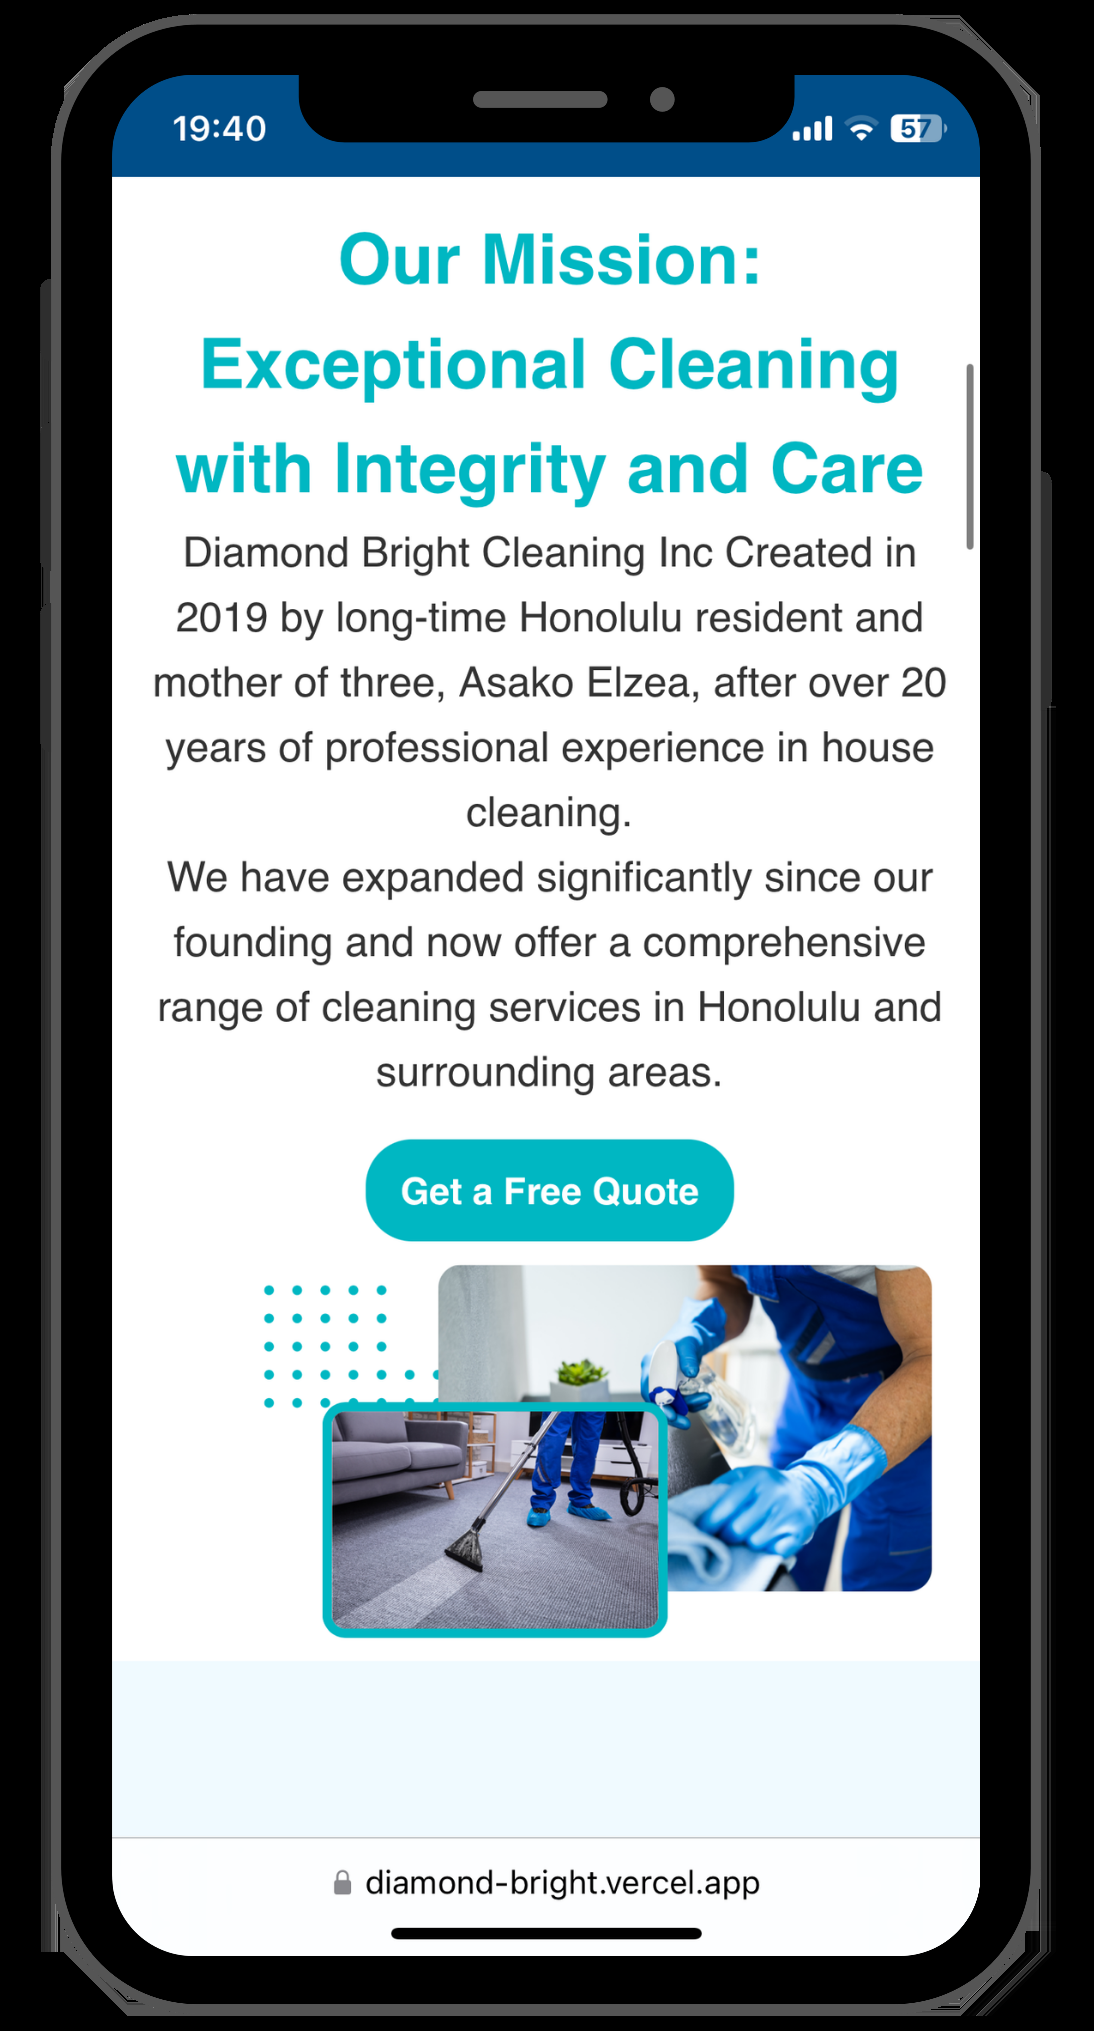 19:40
57
Our Mission:
Exceptional Cleaning
with Integrity and Care
Diamond Bright Cleaning Inc Created in
2019 by long-time Honolulu resident and
mother of three, Asako Elzea, after over 20
years of professional experience in house
cleaning.
We have expanded significantly since our
founding and now offer a comprehensive
range of cleaning services in Honolulu and
surrounding areas.
Get a Free Quote
diamond-bright.vercel.app